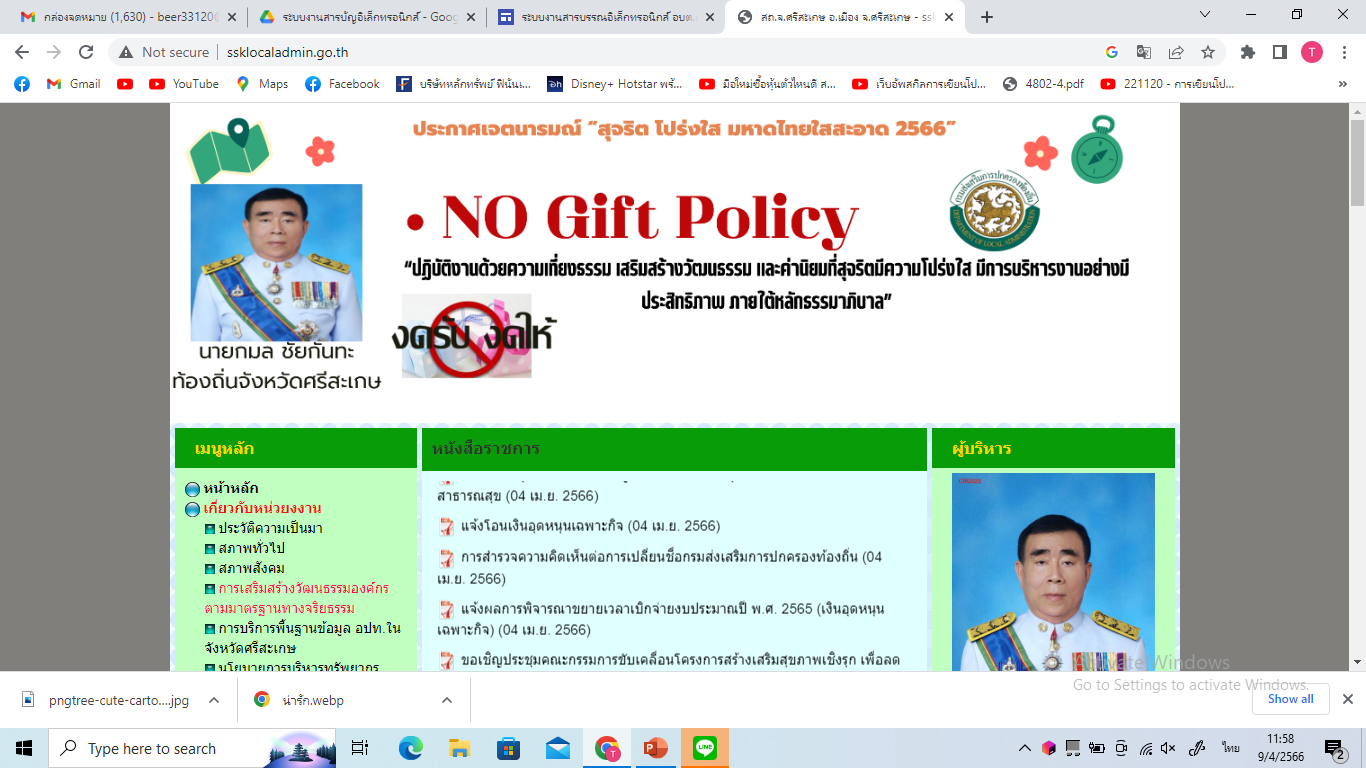 กล่องจดหมาย (1,630) - beer33120@
ระบบงานสารบัญอิเล็กทรอนิกส์ - Goog
ระบบงานสารบรรณอิเล็กทรอนิกส์ อบต.
สถ.จ.ศรีสะเกษ อ.เมือง จ.ศรีสะเกษ - ssk
Not secure
ssklocaladmin.go.th
Gmail
YouTube
Maps
Facebook
บริษัทหลักทรัพย์ ฟินันเ...
Disney+ Hotstar พร้...
มือใหม่ซื้อหุ้นตัวไหนดี ส...
เว็บอัพสกิลการเขียนโป...
4802-4.pdf
221120 - การเขียนโป...
ประกาศเจตนารมณ์ “สุจริต โปร่งใส มหาดไทยใสสะอาด 2566”
• NO Gift Policy
กรมส่งเสริมการปกครองท้องถิ่น
DEPARTMENT OF LOCAL ADMINISTRATION
“ปฏิบัติงานด้วยความเที่ยงธรรม เสริมสร้างวัฒนธรรม และค่านิยมที่สุจริตมีความโปร่งใส มีการบริหารงานอย่างมี
ประสิทธิภาพ ภายใต้หลักธรรมาภิบาล”
งดรับ งดให้
นายกมล ชัยกันทะ
ท้องถิ่นจังหวัดศรีสะเกษ
เมนูหลัก
หน้าหลัก
เกี่ยวกับหน่วยงาน
ประวัติความเป็นมา
สภาพทั่วไป
สภาพสังคม
การเสริมสร้างวัฒนธรรมองค์กร
ตามมาตรฐานทางจริยธรรม
การบริการพื้นฐานข้อมูล อปท.ใน
จังหวัดศรีสะเกษ
นโยบายการบริหารทรัพยากร
หนังสือราชการ
สาธารณสุข (04 เม.ย. 2566)
แจ้งโอนเงินอุดหนุนเฉพาะกิจ (04 เม.ย. 2566)
การสำรวจความคิดเห็นต่อการเปลี่ยนชื่อกรมส่งเสริมการปกครองท้องถิ่น (04
เม.ย. 2566)
แจ้งผลการพิจารณาขยายเวลาเบิกจ่ายงบประมาณปี พ.ศ. 2565 (เงินอุดหนุน
เฉพาะกิจ) (04 เม.ย. 2566)
ขอเชิญประชุมคณะกรรมการขับเคลื่อนโครงการสร้างเสริมสุขภาพเชิงรุก เพื่อลด
ผู้บริหาร
Activate Windows
Go to Settings to activate Windows.
pngtree-cute-carto....jpg
น่ารัก.webp
Show all
Type here to search
LINE
ไทย
11:58
9/4/2566
2